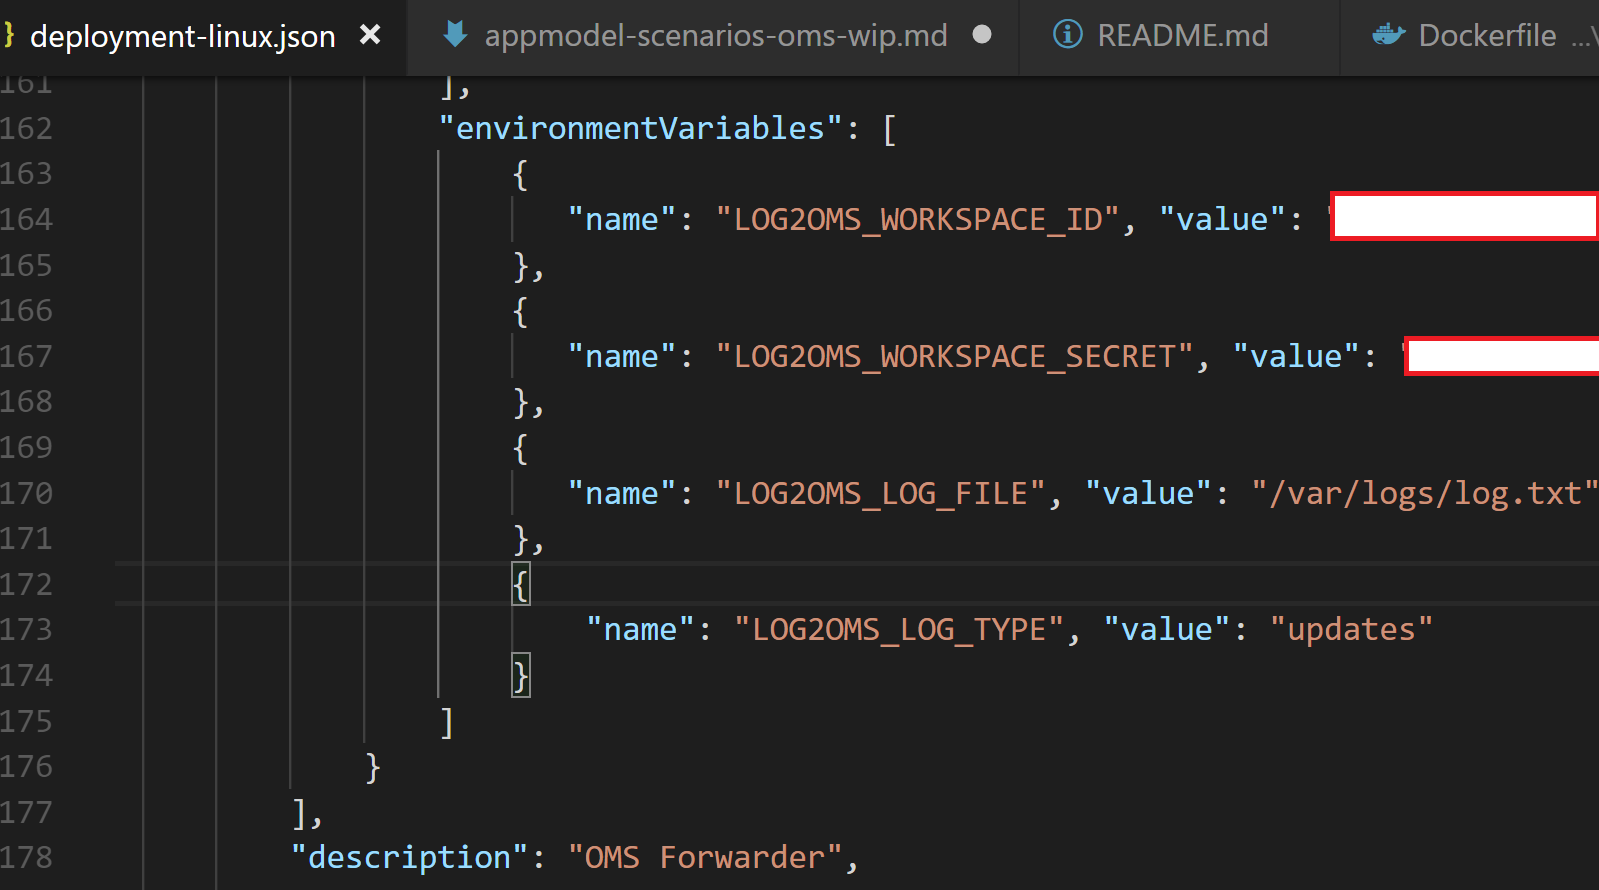 } deployment-linux.json × appmodel-scenarios-oms-wip.md ● README.md Dockerfile ...\
161 ],
162 "environmentVariables": [
163 {
164 "name": "LOG2OMS_WORKSPACE_ID", "value": "
165 },
166 {
167 "name": "LOG2OMS_WORKSPACE_SECRET", "value": "
168 },
169 {
170 "name": "LOG2OMS_LOG_FILE", "value": "/var/logs/log.txt"
171 },
172 {
173 "name": "LOG2OMS_LOG_TYPE", "value": "updates"
174 }
175 ]
176 }
177 ],
178 "description": "OMS Forwarder",